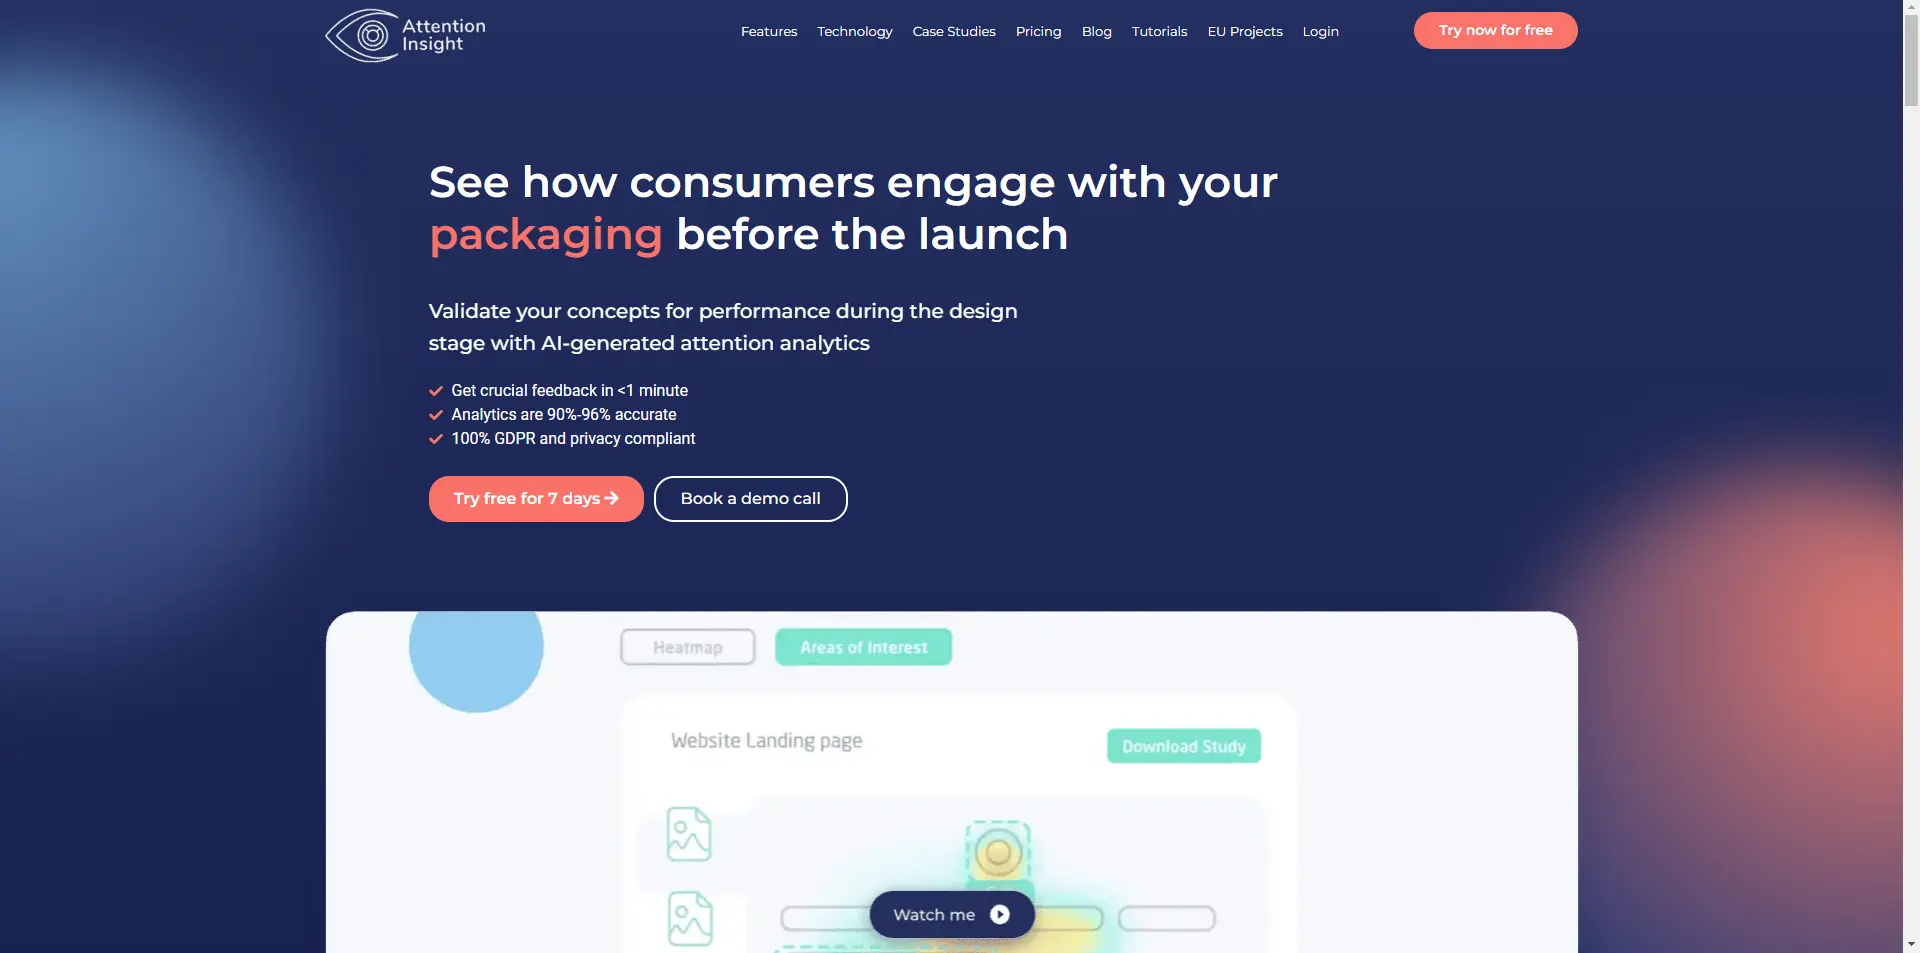 Attention
Insight
Features Technology Case Studies Pricing Blog Tutorials EU Projects Login
Try now for free
See how consumers engage with your
packaging before the launch
Validate your concepts for performance during the design
stage with AI-generated attention analytics
Get crucial feedback in <1 minute
Analytics are 90%-96% accurate
100% GDPR and privacy compliant
Try free for 7 days
Book a demo call
Heatmap
Areas of Interest
Website Landing page
Download Study
Watch me